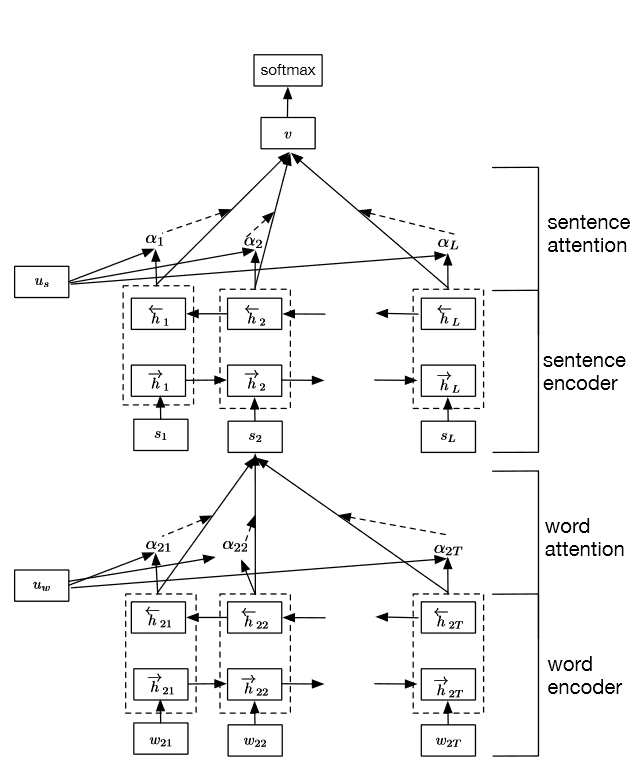 softmax
v
sentence
attention
α1 α2 αL
us
←h1 ←h2 ←hL
sentence
encoder
→h1 →h2 →hL
s1 s2 sL
word
attention
α21 α22 α2T
uw
←h21 ←h22 ←h2T
word
encoder
→h21 →h22 →h2T
w21 w22 w2T